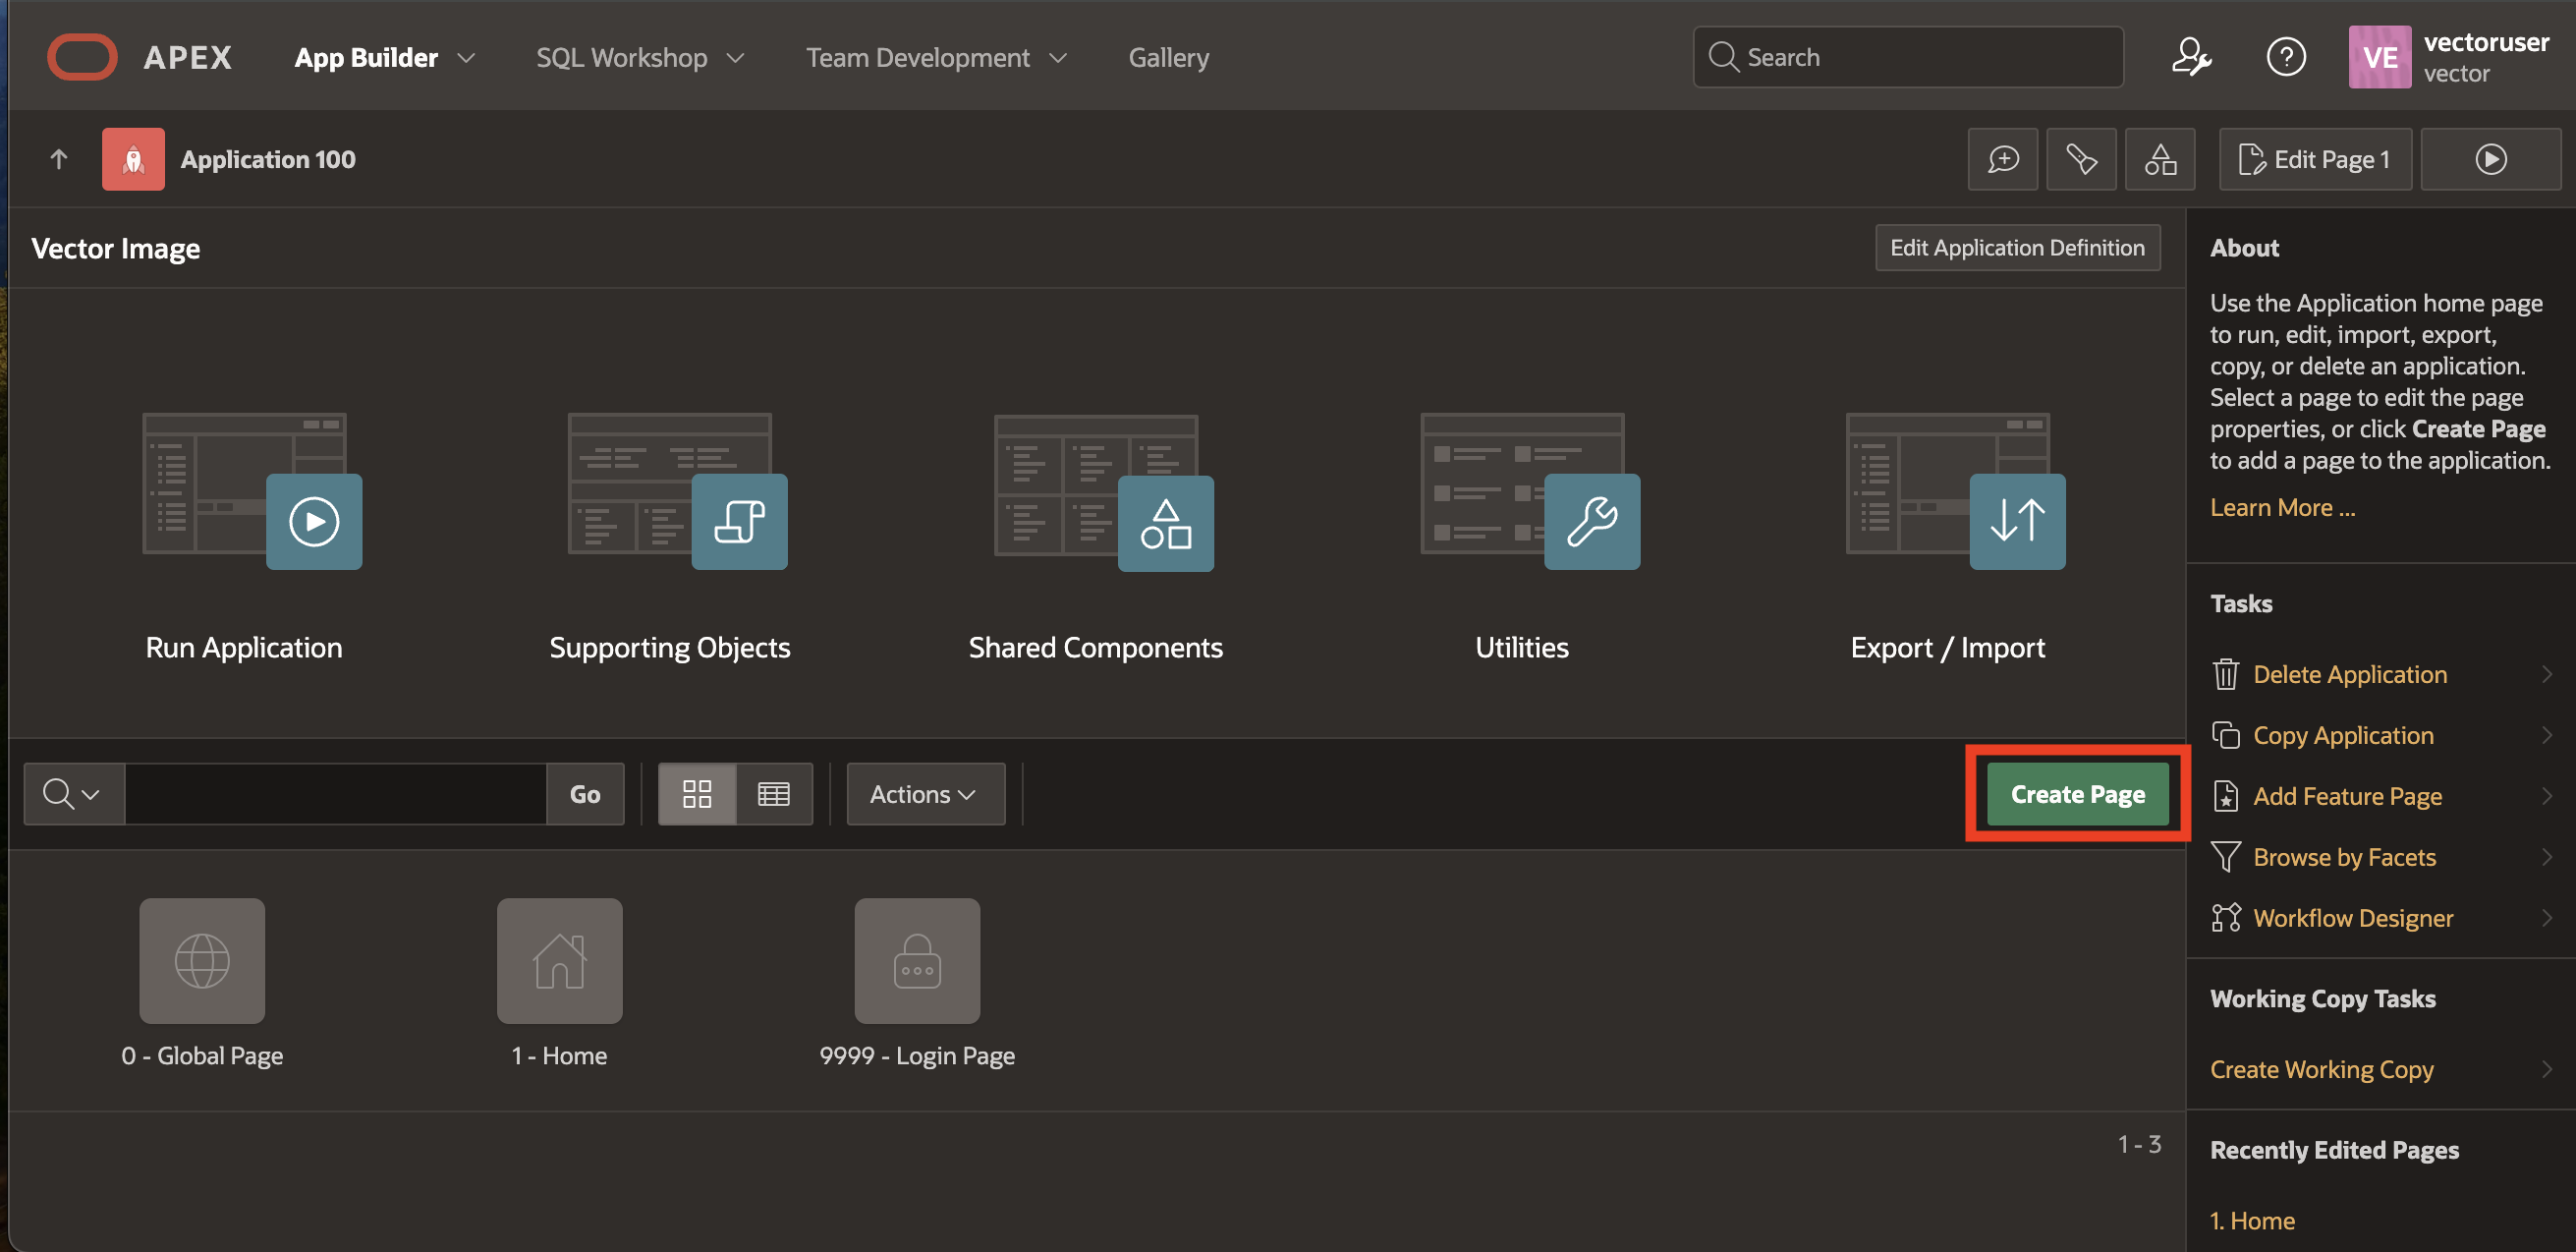 APEX
App Builder
SQL Workshop
Team Development
Gallery
Search
VE
vectoruser
vector
Application 100
Edit Page 1
Vector Image
Edit Application Definition
Run Application
Supporting Objects
Shared Components
Utilities
Export / Import
Go
Actions
Create Page
0 - Global Page
1 - Home
9999 - Login Page
1 - 3
About
Use the Application home page
to run, edit, import, export,
copy, or delete an application.
Select a page to edit the page
properties, or click Create Page
to add a page to the application.
Learn More ...
Tasks
Delete Application
Copy Application
Add Feature Page
Browse by Facets
Workflow Designer
Working Copy Tasks
Create Working Copy
Recently Edited Pages
1. Home